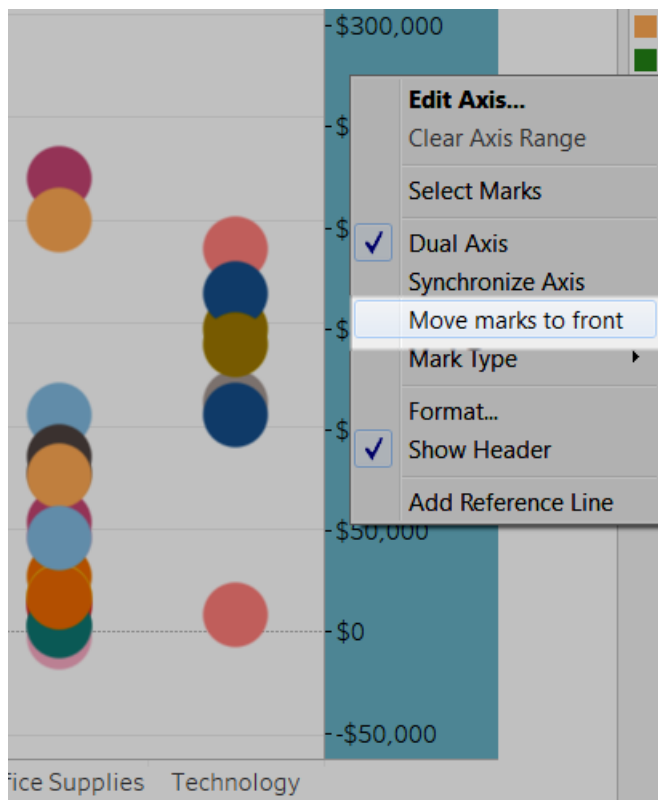 $300,000
Edit Axis...
Clear Axis Range
$
Select Marks
$
Dual Axis
Synchronize Axis
$
Move marks to front
Mark Type
Format...
$
Show Header
Add Reference Line
$50,000
$0
-$50,000
fice Supplies
Technology